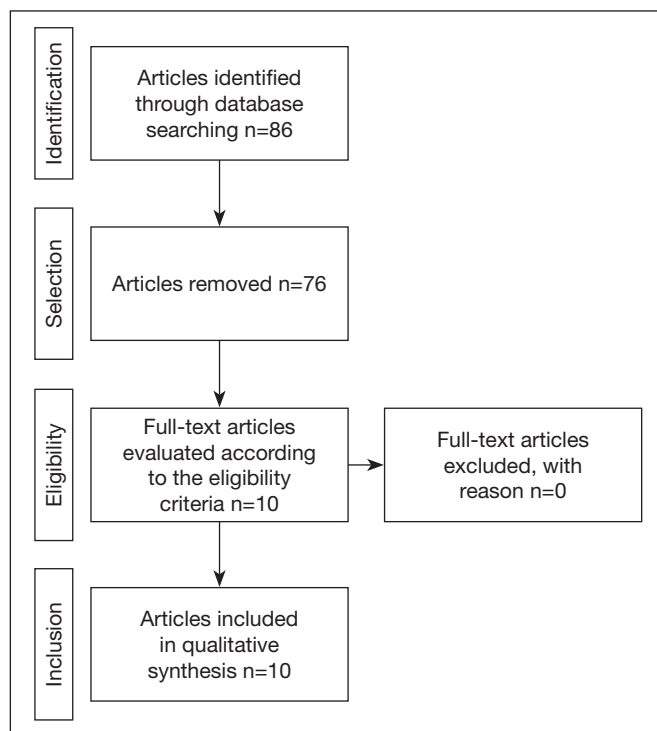 Identification
Articles identified
through database
searching n=86
Selection
Articles removed n=76
Eligibility
Full-text articles
evaluated according
to the eligibility
criteria n=10
Full-text articles
excluded, with
reason n=0
Inclusion
Articles included
in qualitative
synthesis n=10